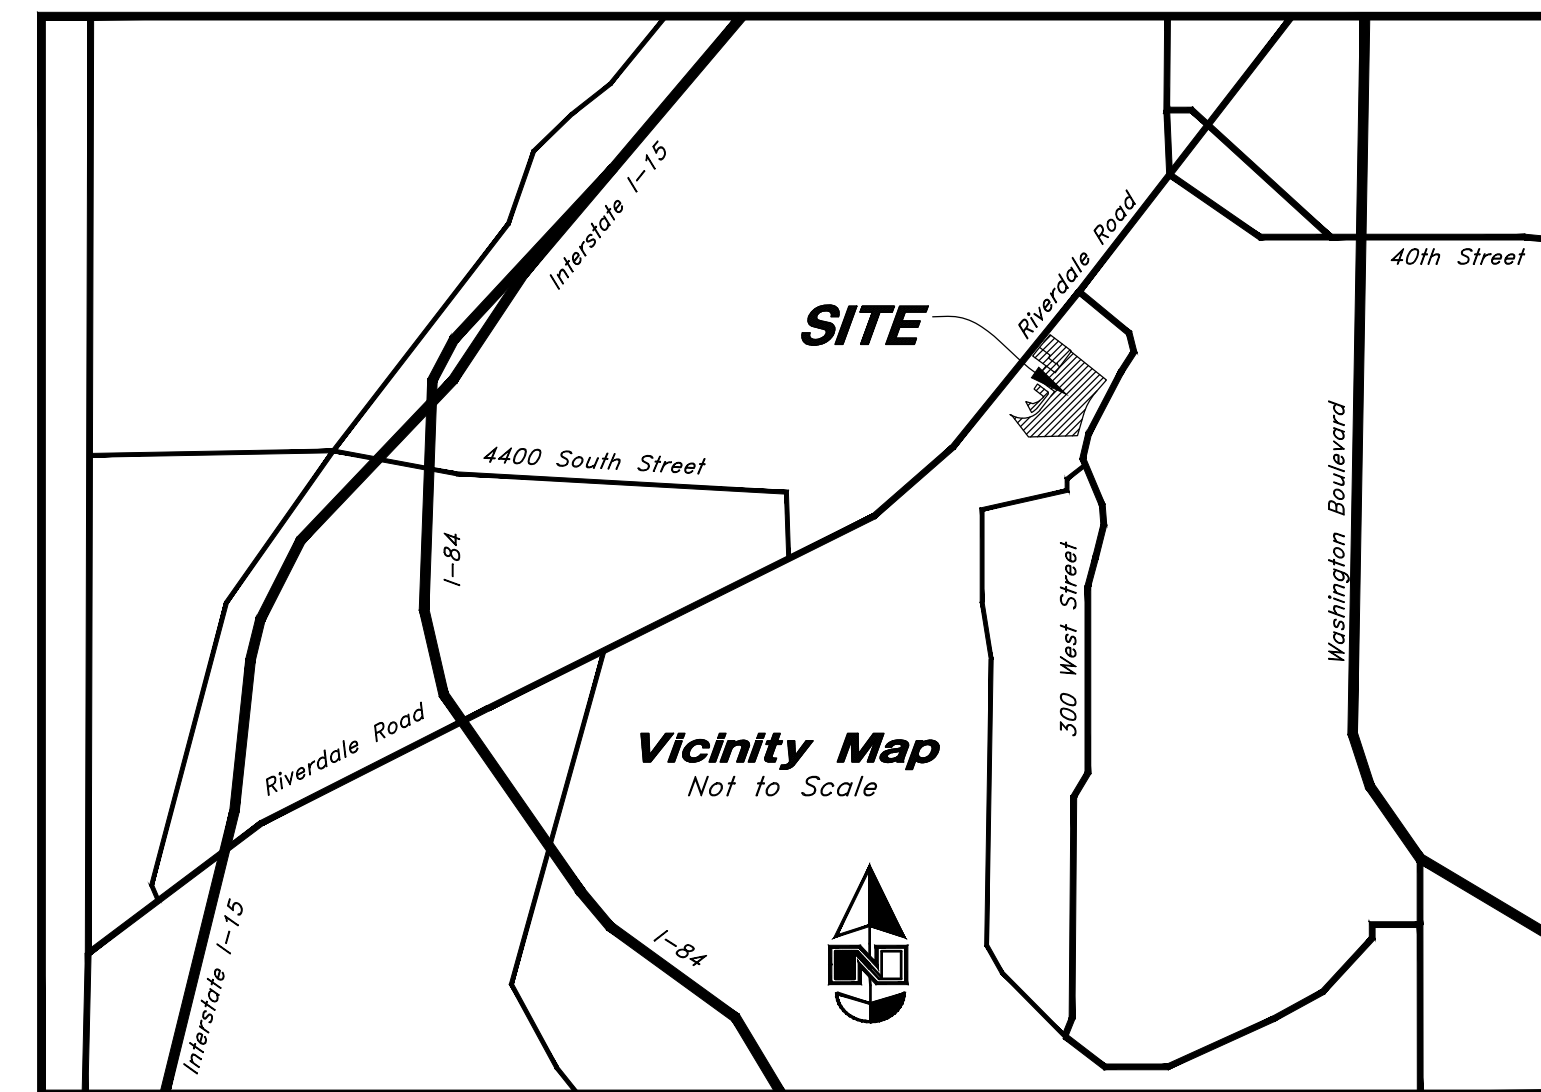 Interstate I-15
Riverdale Road
40th Street
SITE
4400 South Street
Washington Boulevard
I-84
300 West Street
Riverdale Road
Vicinity Map
Not to Scale
I-84
Interstate I-15
N